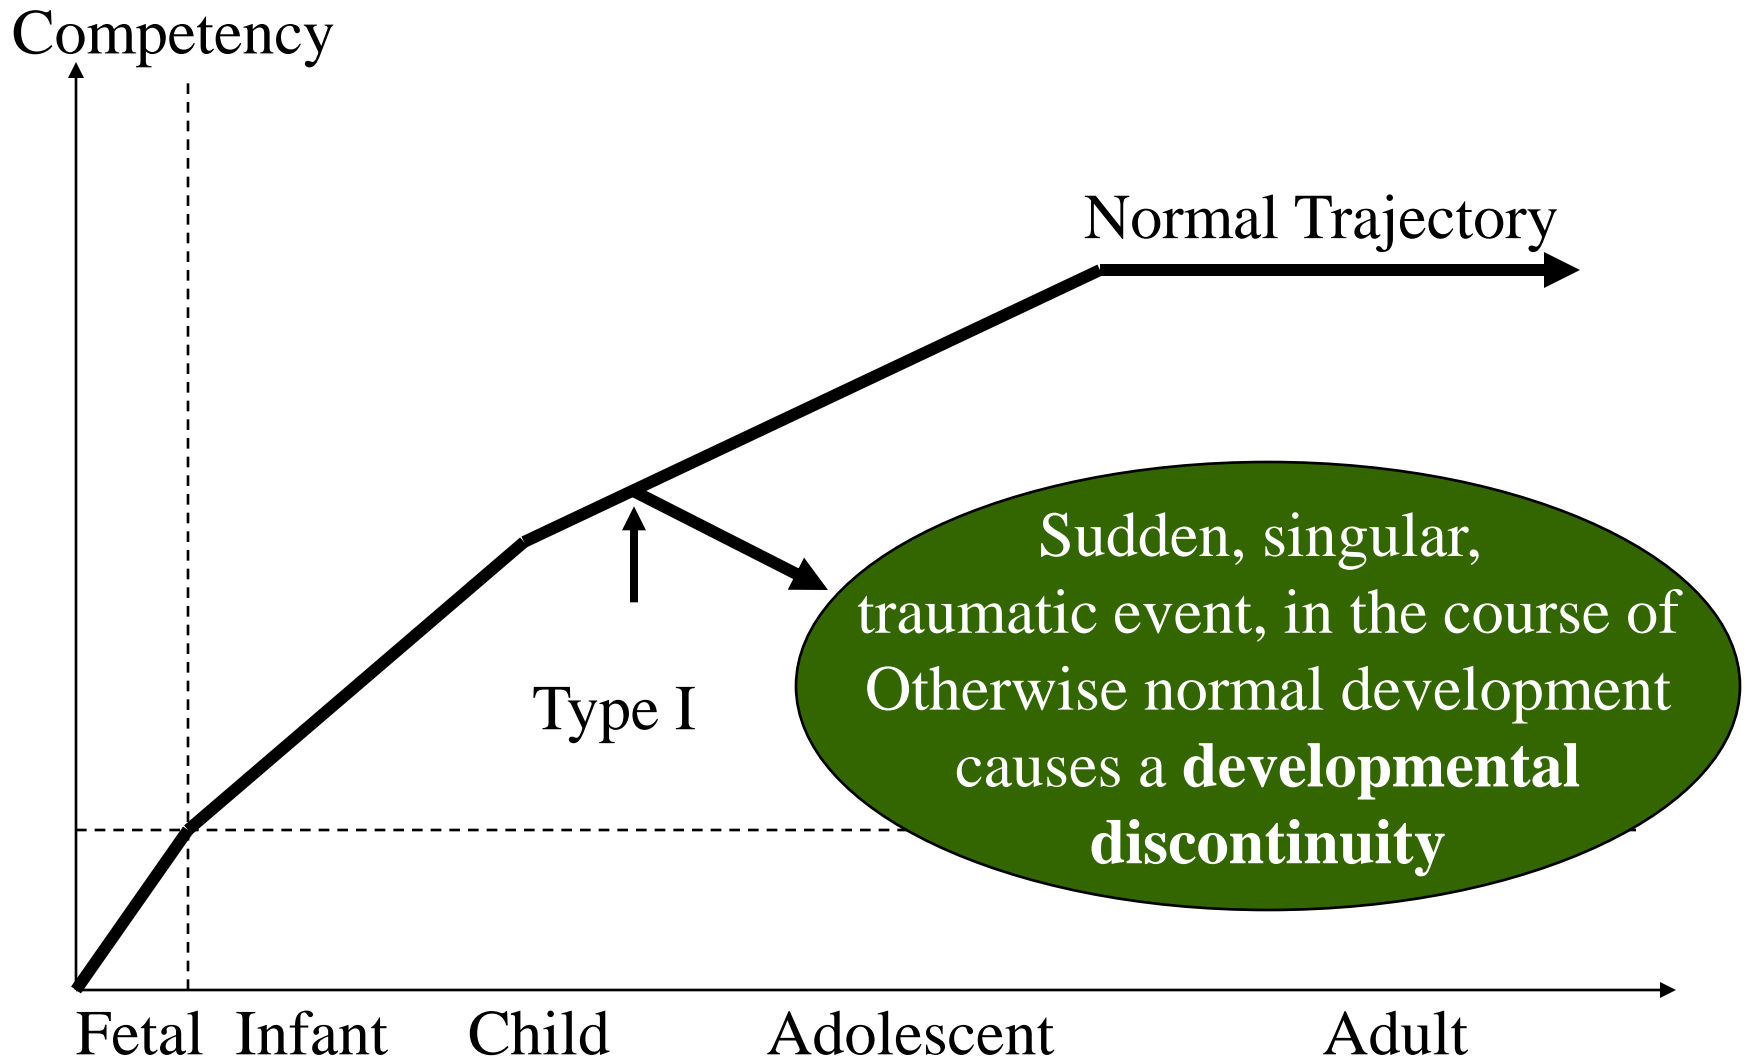 Competency
Normal Trajectory
Sudden, singular,
traumatic event, in the course of
Otherwise normal development
causes a developmental
discontinuity
Type I
Fetal Infant Child Adolescent Adult